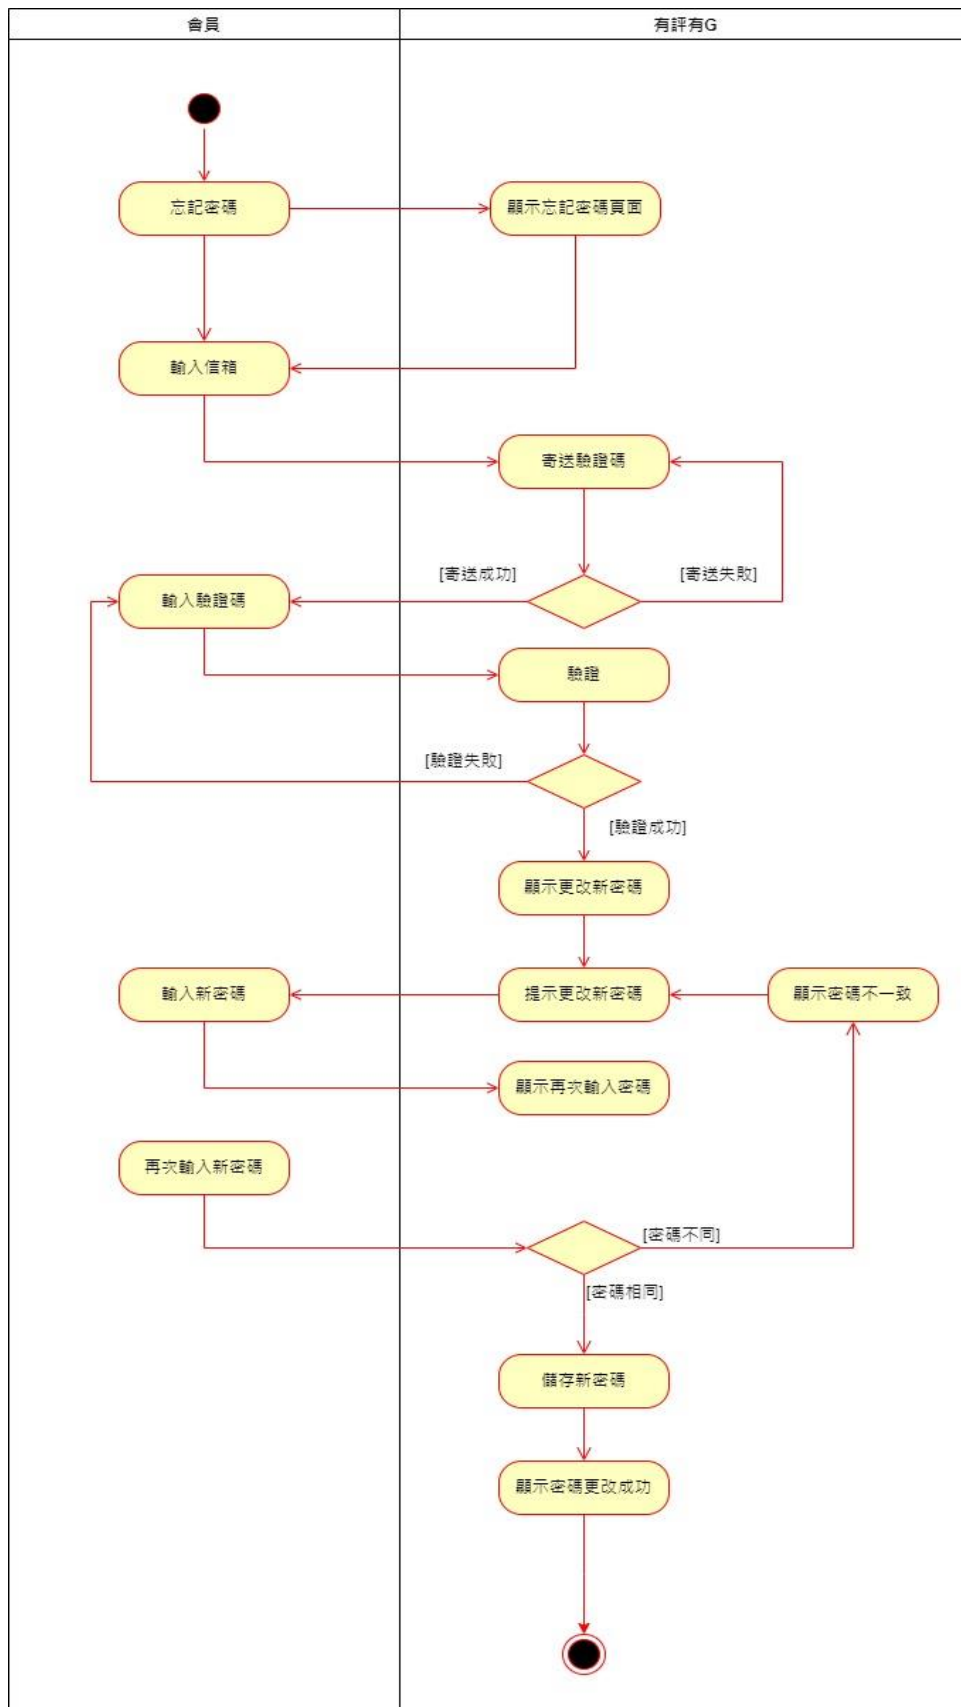 會員
有評有G
忘記密碼
顯示忘記密碼頁面
輸入信箱
寄送驗證碼
[寄送成功]
[寄送失敗]
輸入驗證碼
驗證
[驗證失敗]
[驗證成功]
顯示更改新密碼
輸入新密碼
提示更改新密碼
顯示密碼不一致
顯示再次輸入密碼
再次輸入新密碼
[密碼不同]
[密碼相同]
儲存新密碼
顯示密碼更改成功